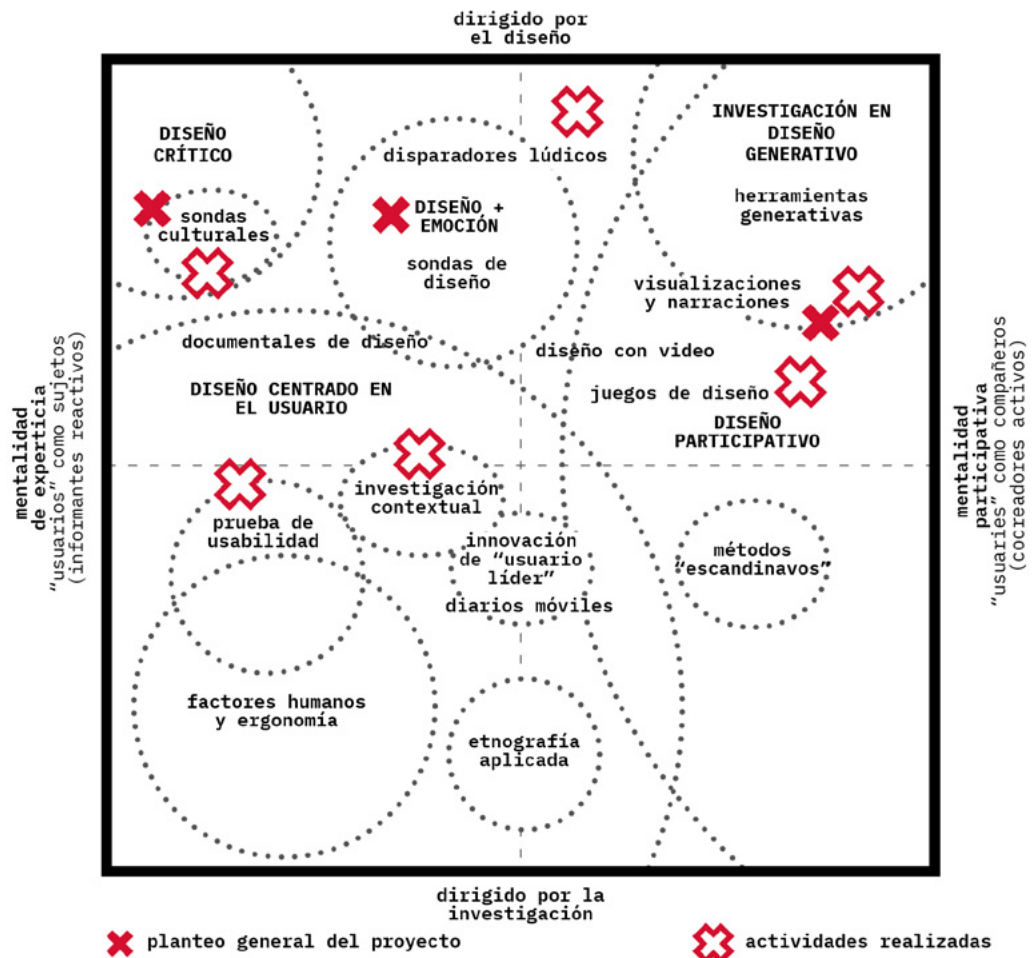 dirigido por
el diseño
DISEÑO
CRÍTICO
INVESTIGACIÓN EN
DISEÑO
GENERATIVO
disparadores lúdicos
sondas
culturales
DISEÑO +
EMOCIÓN
herramientas
generativas
sondas de
diseño
visualizaciones
y narraciones
documentales de diseño
diseño con video
DISEÑO CENTRADO EN
EL USUARIO
juegos de diseño
DISEÑO
PARTICIPATIVO
mentalidad
de experticia
"usuarios" como sujetos
(informantes reactivos)
mentalidad
participativa
"usuaries" como compañeros
(cocreadores activos)
investigación
contextual
prueba de
usabilidad
innovación
de "usuario
líder"
métodos
"escandinavos"
diarios móviles
factores humanos
y ergonomía
etnografía
aplicada
dirigido por la
investigación
planteo general del proyecto
actividades realizadas